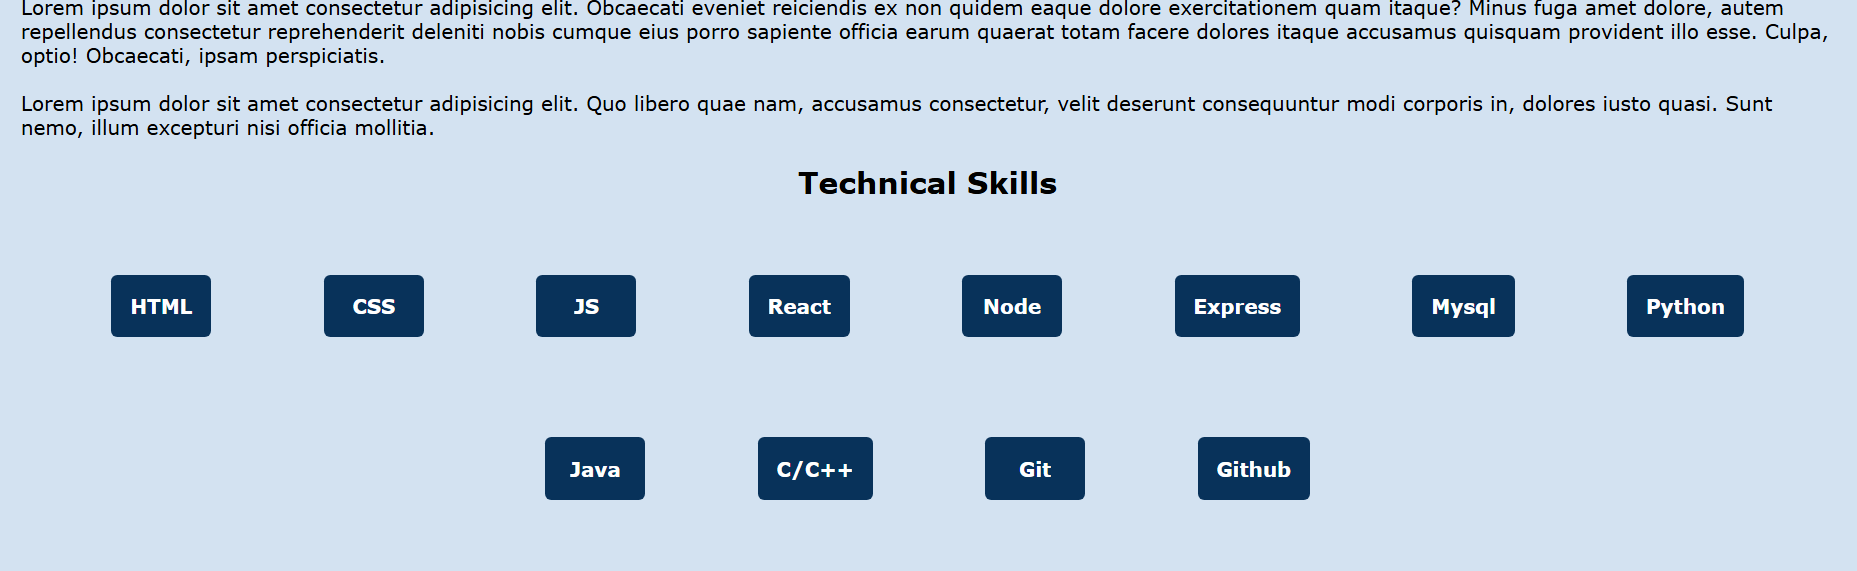 Lorem ipsum dolor sit amet consectetur adipisicing elit. Obcaecati eveniet reiciendis ex non quidem eaque dolore exercitationem quam itaque? Minus fuga amet dolore, autem
repellendus consectetur reprehenderit deleniti nobis cumque eius porro sapiente officia earum quaerat totam facere dolores itaque accusamus quisquam provident illo esse. Culpa,
optio! Obcaecati, ipsam perspiciatis.
Lorem ipsum dolor sit amet consectetur adipisicing elit. Quo libero quae nam, accusamus consectetur, velit deserunt consequuntur modi corporis in, dolores iusto quasi. Sunt
nemo, illum excepturi nisi officia mollitia.
Technical Skills
HTML CSS JS React Node Express Mysql Python
Java C/C++ Git Github